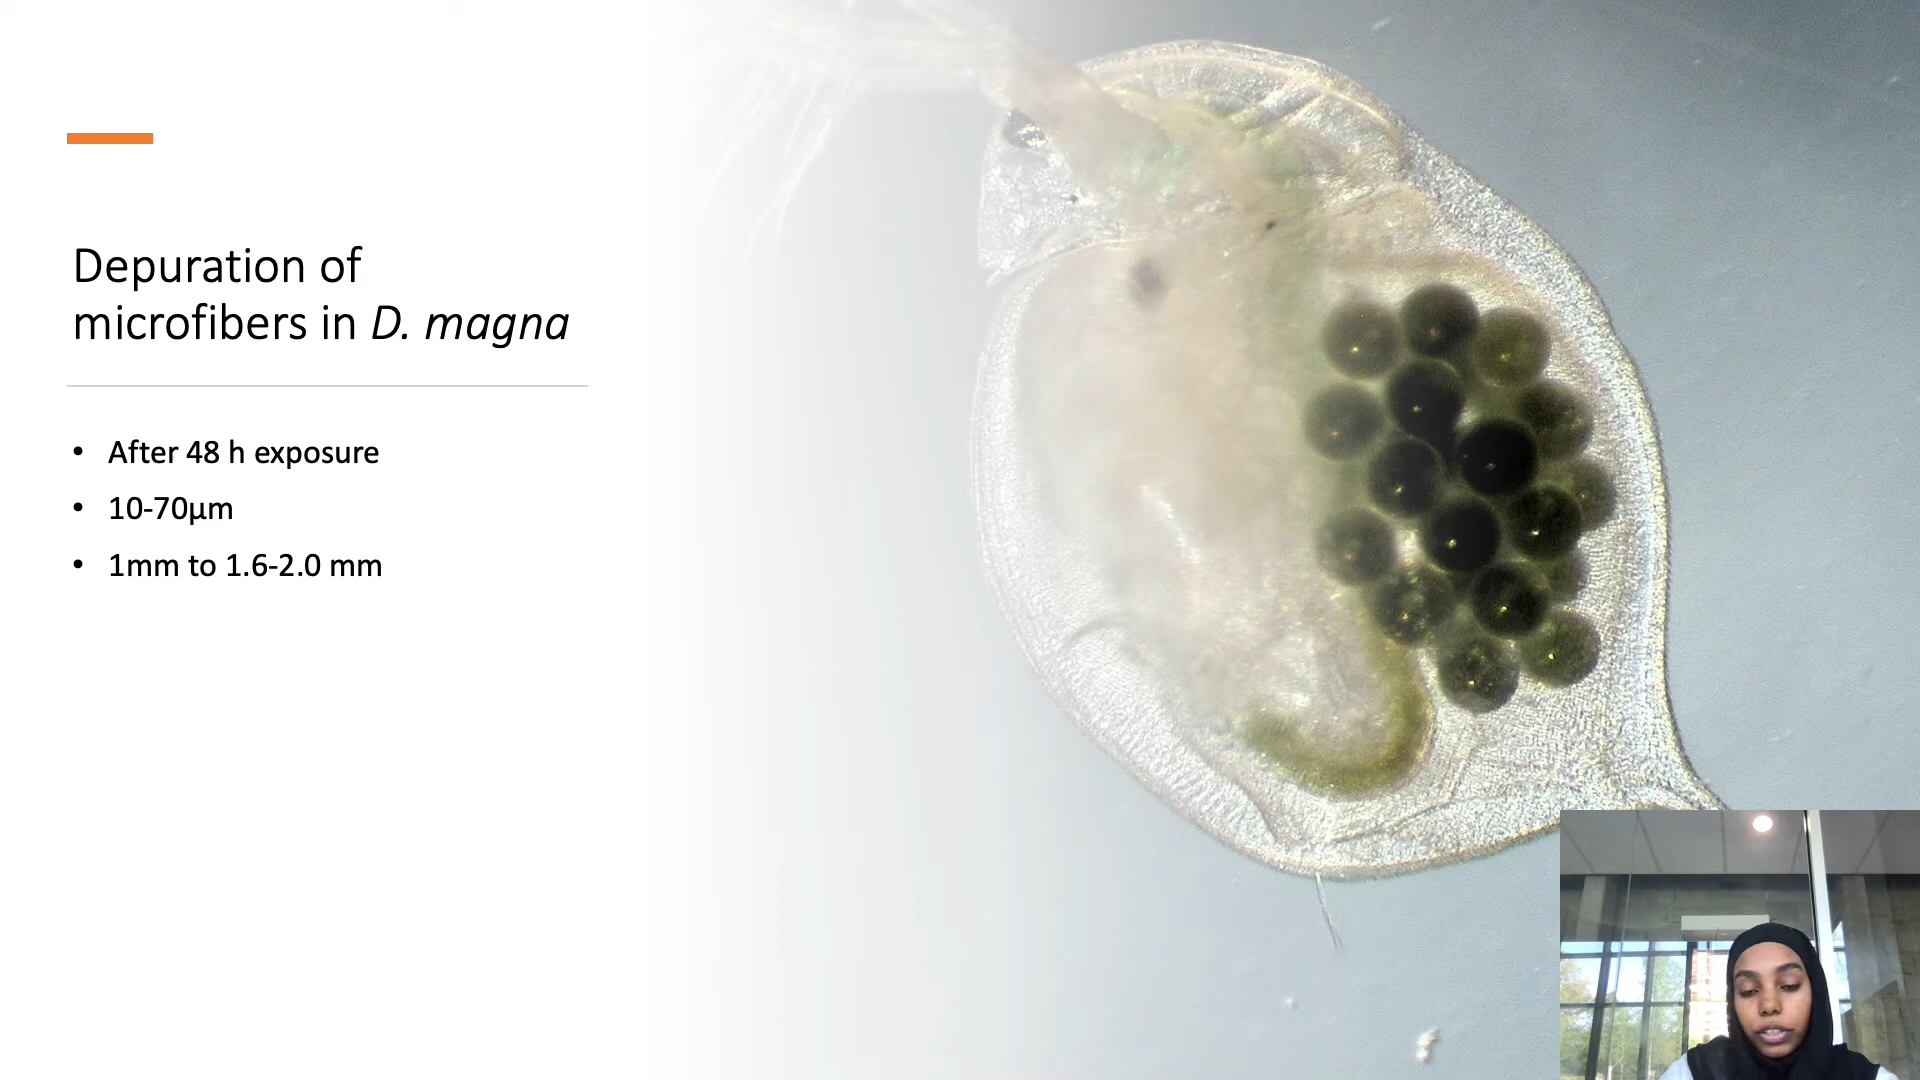 Depuration of
microfibers in D. magna
• After 48 h exposure
• 10-70µm
• 1mm to 1.6-2.0 mm